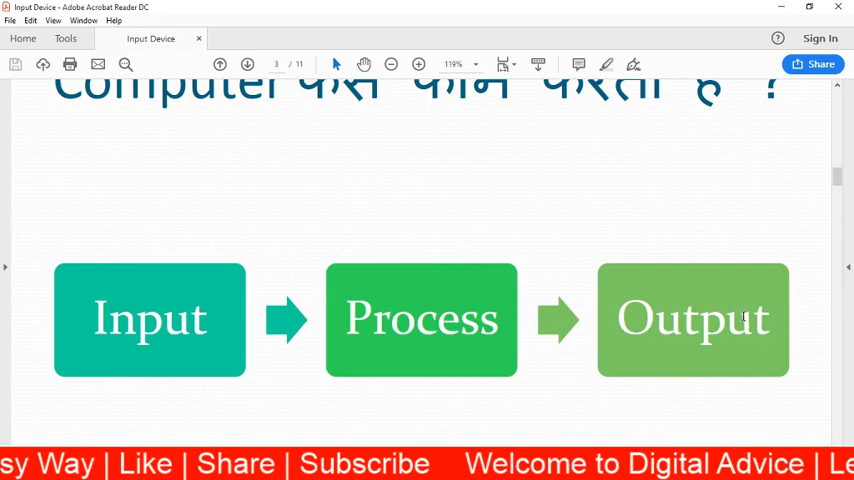 Input Device - Adobe Acrobat Reader DC
File Edit View Window Help
Home Tools Input Device × Sign In
3 / 11 119% Share
Computer कैसे काम करता है ?
Input Process Output
sy Way | Like | Share | Subscribe Welcome to Digital Advice | Le